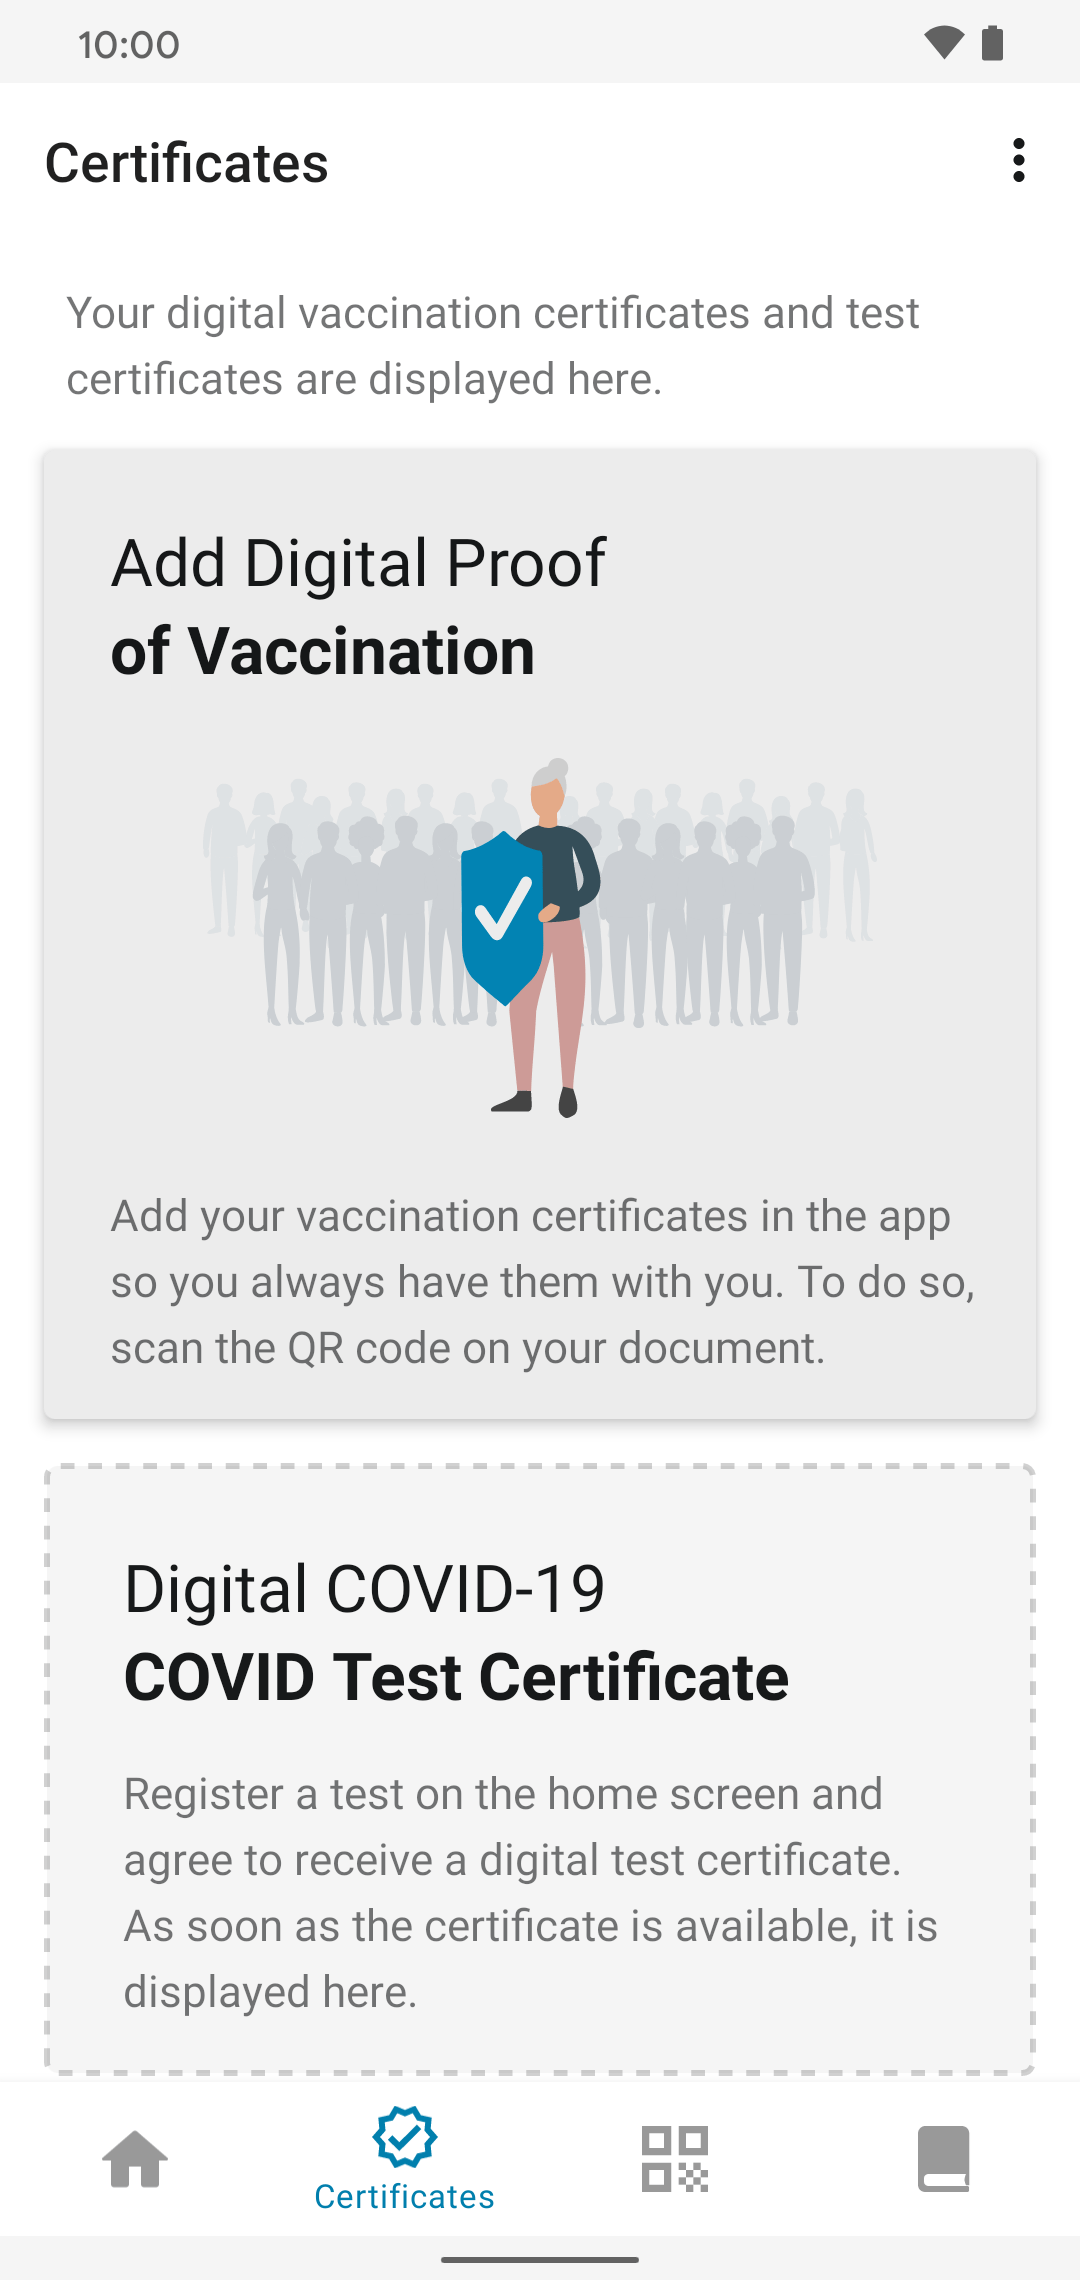 10:00
Certificates
Your digital vaccination certificates and test
certificates are displayed here.
Add Digital Proof
of Vaccination
Add your vaccination certificates in the app
so you always have them with you. To do so,
scan the QR code on your document.
Digital COVID-19
COVID Test Certificate
Register a test on the home screen and
agree to receive a digital test certificate.
As soon as the certificate is available, it is
displayed here.
Certificates